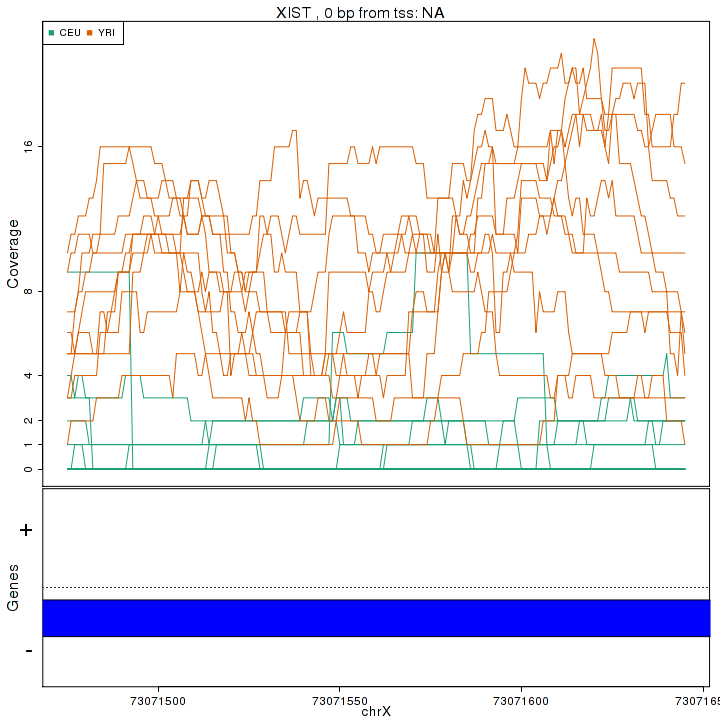 XIST , 0 bp from tss: NA
CEU YRI
Coverage
16
8
4
2
1
0
Genes
+
-
73071500 73071550 73071600
chrX